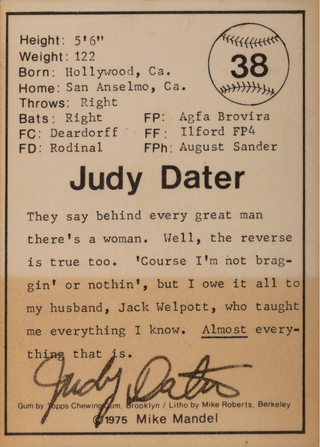 Height: 5'6"
Weight: 122
Born: Hollywood, Ca.
Home: San Anselmo, Ca.
38
Throws: Right
Bats: Right FP: Agfa Brovira
FC: Deardorff FF: Ilford FP4
FD: Rodinal FPh: August Sander
Judy Dater
They say behind every great man
there's a woman. Well, the reverse
is true too. 'Course I'm not brag-
gin' or nothin', but I owe it all to
my husband, Jack Welpott, who taught
me everything I know. Almost every-
thing that is.
Judy Dater
Gum by Topps Chewing Gum, Brooklyn / Litho by Mike Roberts, Berkeley
©1975 Mike Mandel